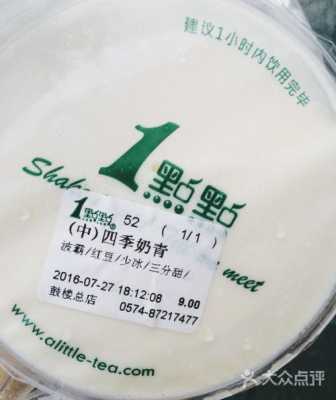 建议1小时内饮用完毕
1點點
Shake
meet
1點點 52 ( 1/1 )
(中)四季奶青
波霸/红豆/少冰/三分甜/
2016-07-27 18:12:08 9.00
鼓楼总店 0574-87217477
www.alittle-tea.com
大众点评